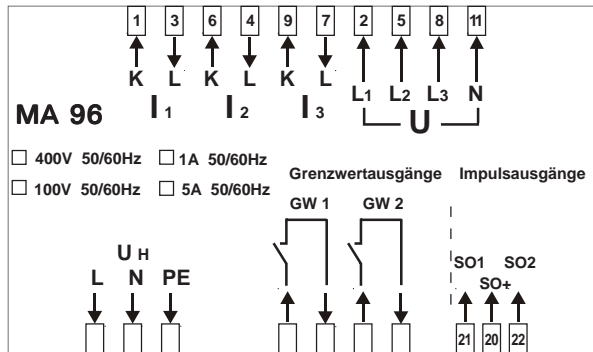 1 3 6 4 9 7 2 5 8 11
K L K L K L
L1 L2 L3 N
I1 I2 I3
U
MA 96
400V 50/60Hz 1A 50/60Hz
100V 50/60Hz 5A 50/60Hz
Grenzwertausgänge Impulsausgänge
GW 1 GW 2
UH
L N PE
SO1 SO2
SO+
21 20 22